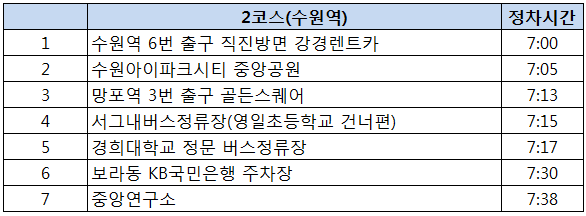 2코스(수원역) 정차시간
1 수원역 6번 출구 직진방면 강경렌트카 7:00
2 수원아이파크시티 중앙공원 7:05
3 망포역 3번 출구 골든스퀘어 7:13
4 서그내버스정류장(영일초등학교 건너편) 7:15
5 경희대학교 정문 버스정류장 7:17
6 보라동 KB국민은행 주차장 7:30
7 중앙연구소 7:38